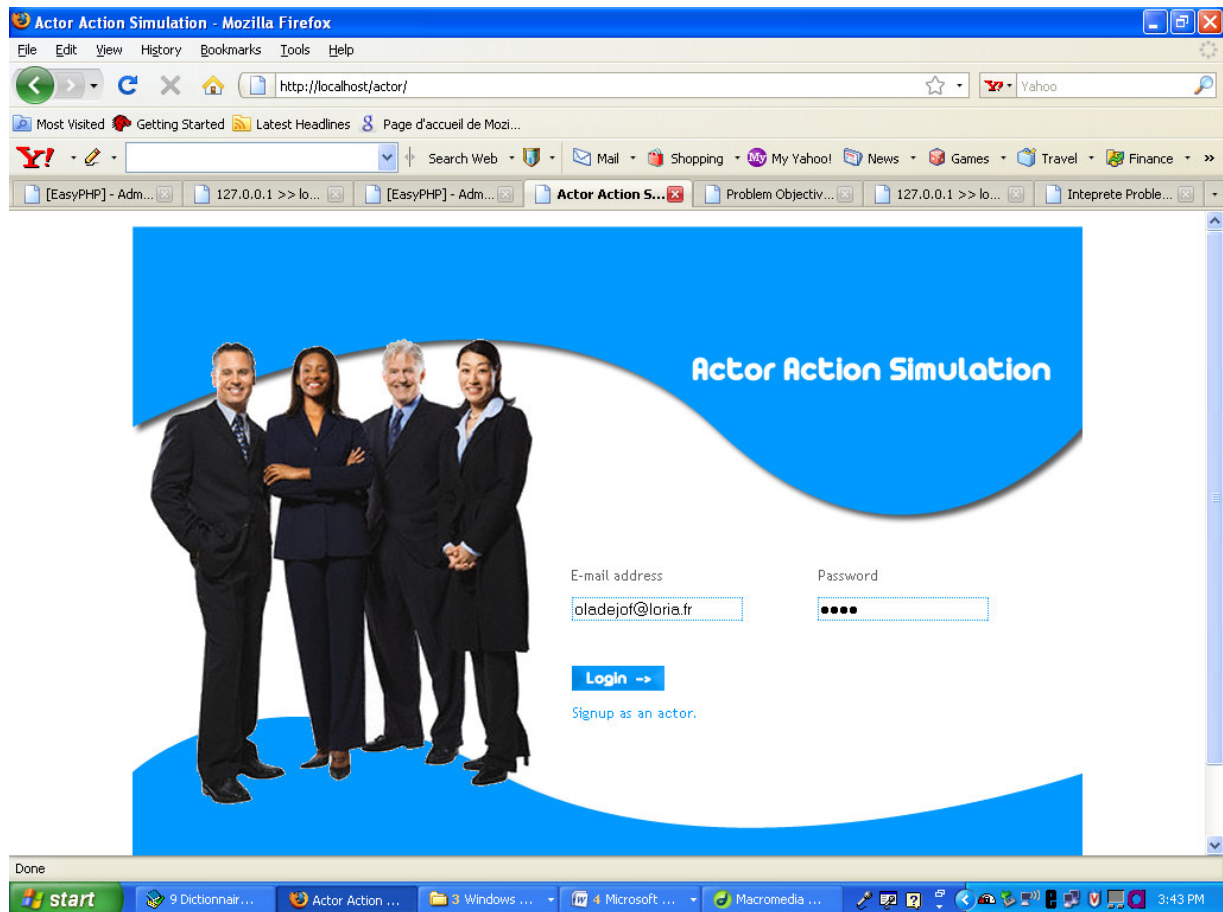 Actor Action Simulation - Mozilla Firefox
File Edit View History Bookmarks Tools Help
http://localhost/actor/ Yahoo
Most Visited Getting Started Latest Headlines Page d'accueil de Mozi...
Y! Search Web Mail Shopping My My Yahoo! News Games Travel Finance »
[EasyPHP] - Adm... 127.0.0.1 >> lo... [EasyPHP] - Adm... Actor Action S... Problem Objectiv... 127.0.0.1 >> lo... Inteprete Proble...
Actor Action Simulation
E-mail address Password
oladejof@loria.fr ●●●●
Login ->
Signup as an actor.
Done
start 9 Dictionnair... Actor Action ... 3 Windows ... 4 Microsoft ... Macromedia ... 3:43 PM